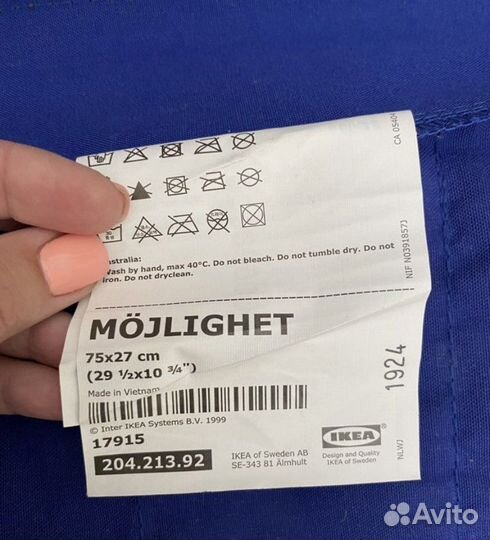 ustralia:
Wash by hand, max 40°C. Do not bleach. Do not tumble dry. Do not
iron. Do not dryclean.
MÖJLIGHET
75x27 cm
(29 ½x10 ¾")
Made in Vietnam
© Inter IKEA Systems B.V. 1999
17915
204.213.92
IKEA of Sweden AB
SE-343 81 Älmhult
IKEA
Design and Quality
IKEA of Sweden
CA 05404
NIF N0391857J
1924
NLWJ
Avito